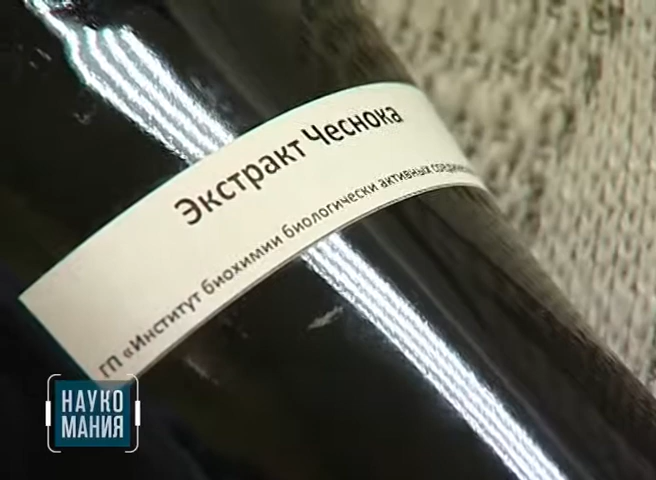 Экстракт Чеснока
ГП «Институт биохимии биологически активных
НАУКО
МАНИЯ